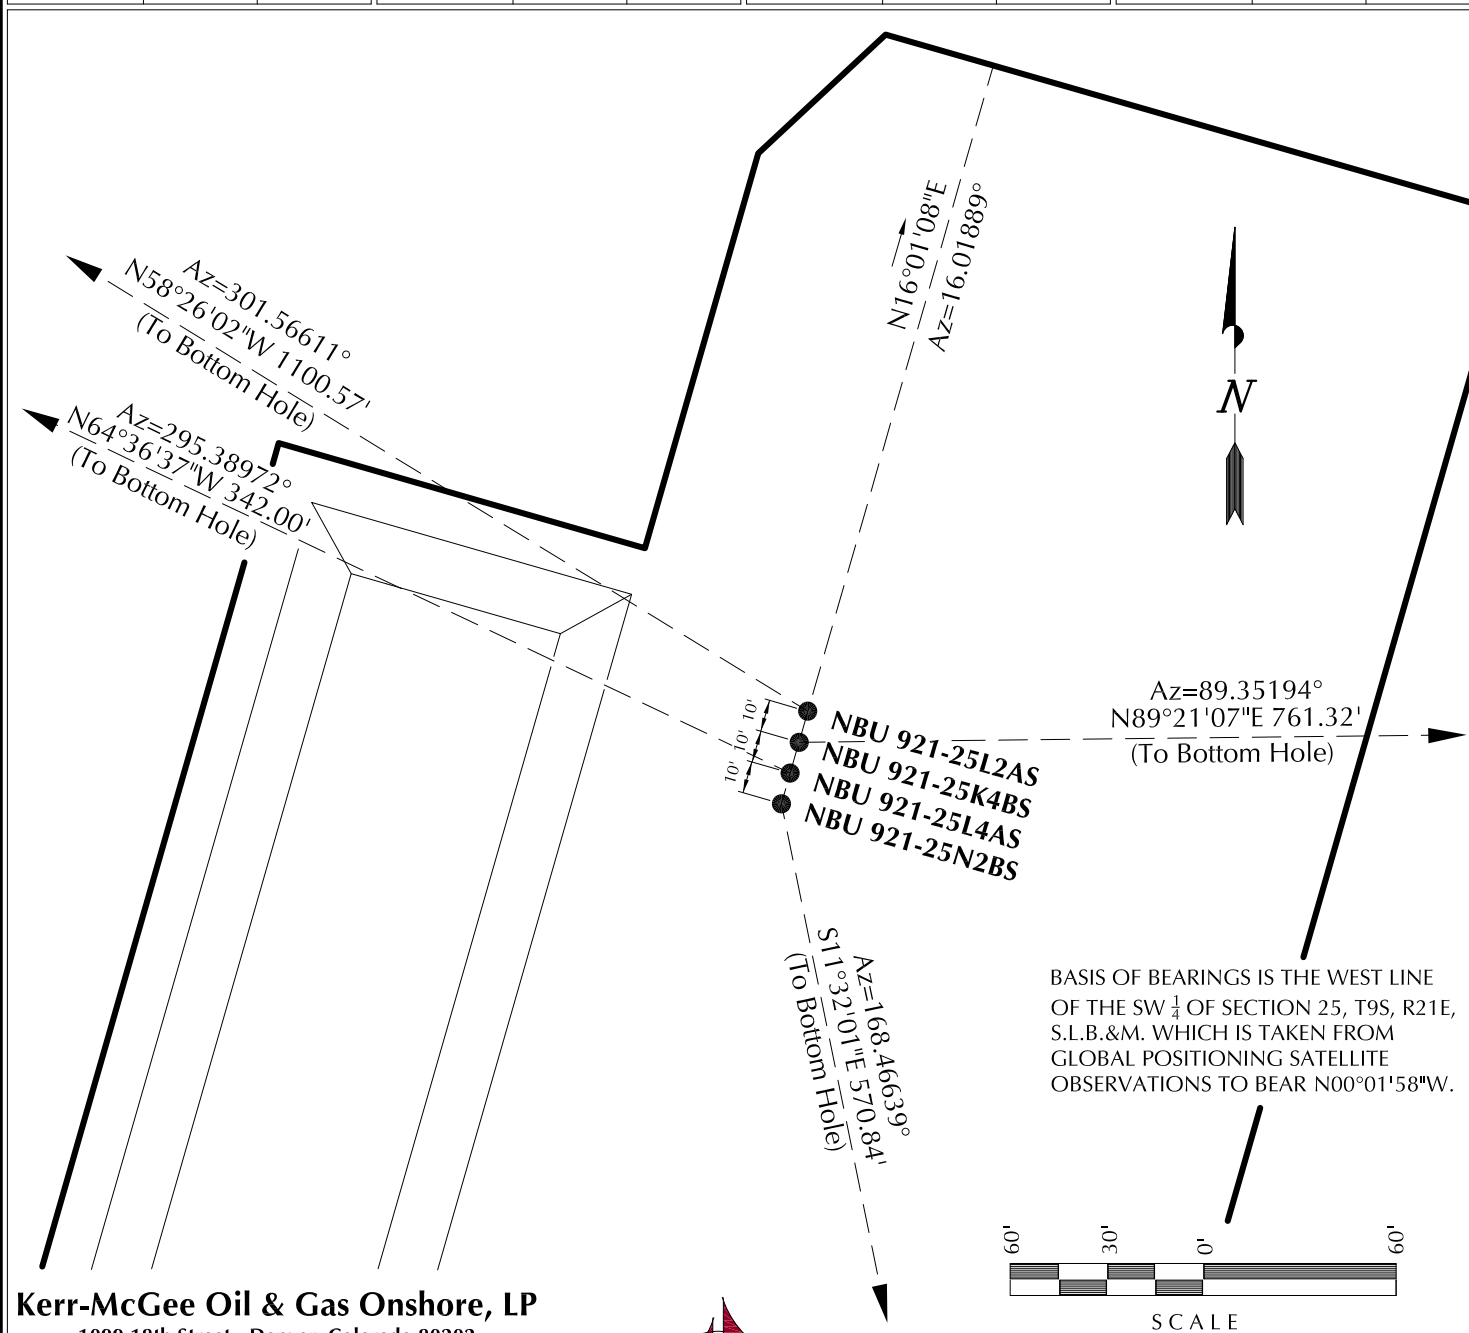 N16°01'08"E
Az=16.01889°
Az=301.56611°
N58°26'02"W 1100.57'
(To Bottom Hole)
Az=295.38972°
N64°36'37"W 342.00'
(To Bottom Hole)
N
Az=89.35194°
N89°21'07"E 761.32'
(To Bottom Hole)
10'
10'
10'
NBU 921-25L2AS
NBU 921-25K4BS
NBU 921-25L4AS
NBU 921-25N2BS
Az=168.46639°
S11°32'01"E 570.84'
(To Bottom Hole)
BASIS OF BEARINGS IS THE WEST LINE
OF THE SW 1/4 OF SECTION 25, T9S, R21E,
S.L.B.&M. WHICH IS TAKEN FROM
GLOBAL POSITIONING SATELLITE
OBSERVATIONS TO BEAR N00°01'58"W.
60' 30' 0' 60'
SCALE
Kerr-McGee Oil & Gas Onshore, LP
18th Street Denver, Colorado 80202